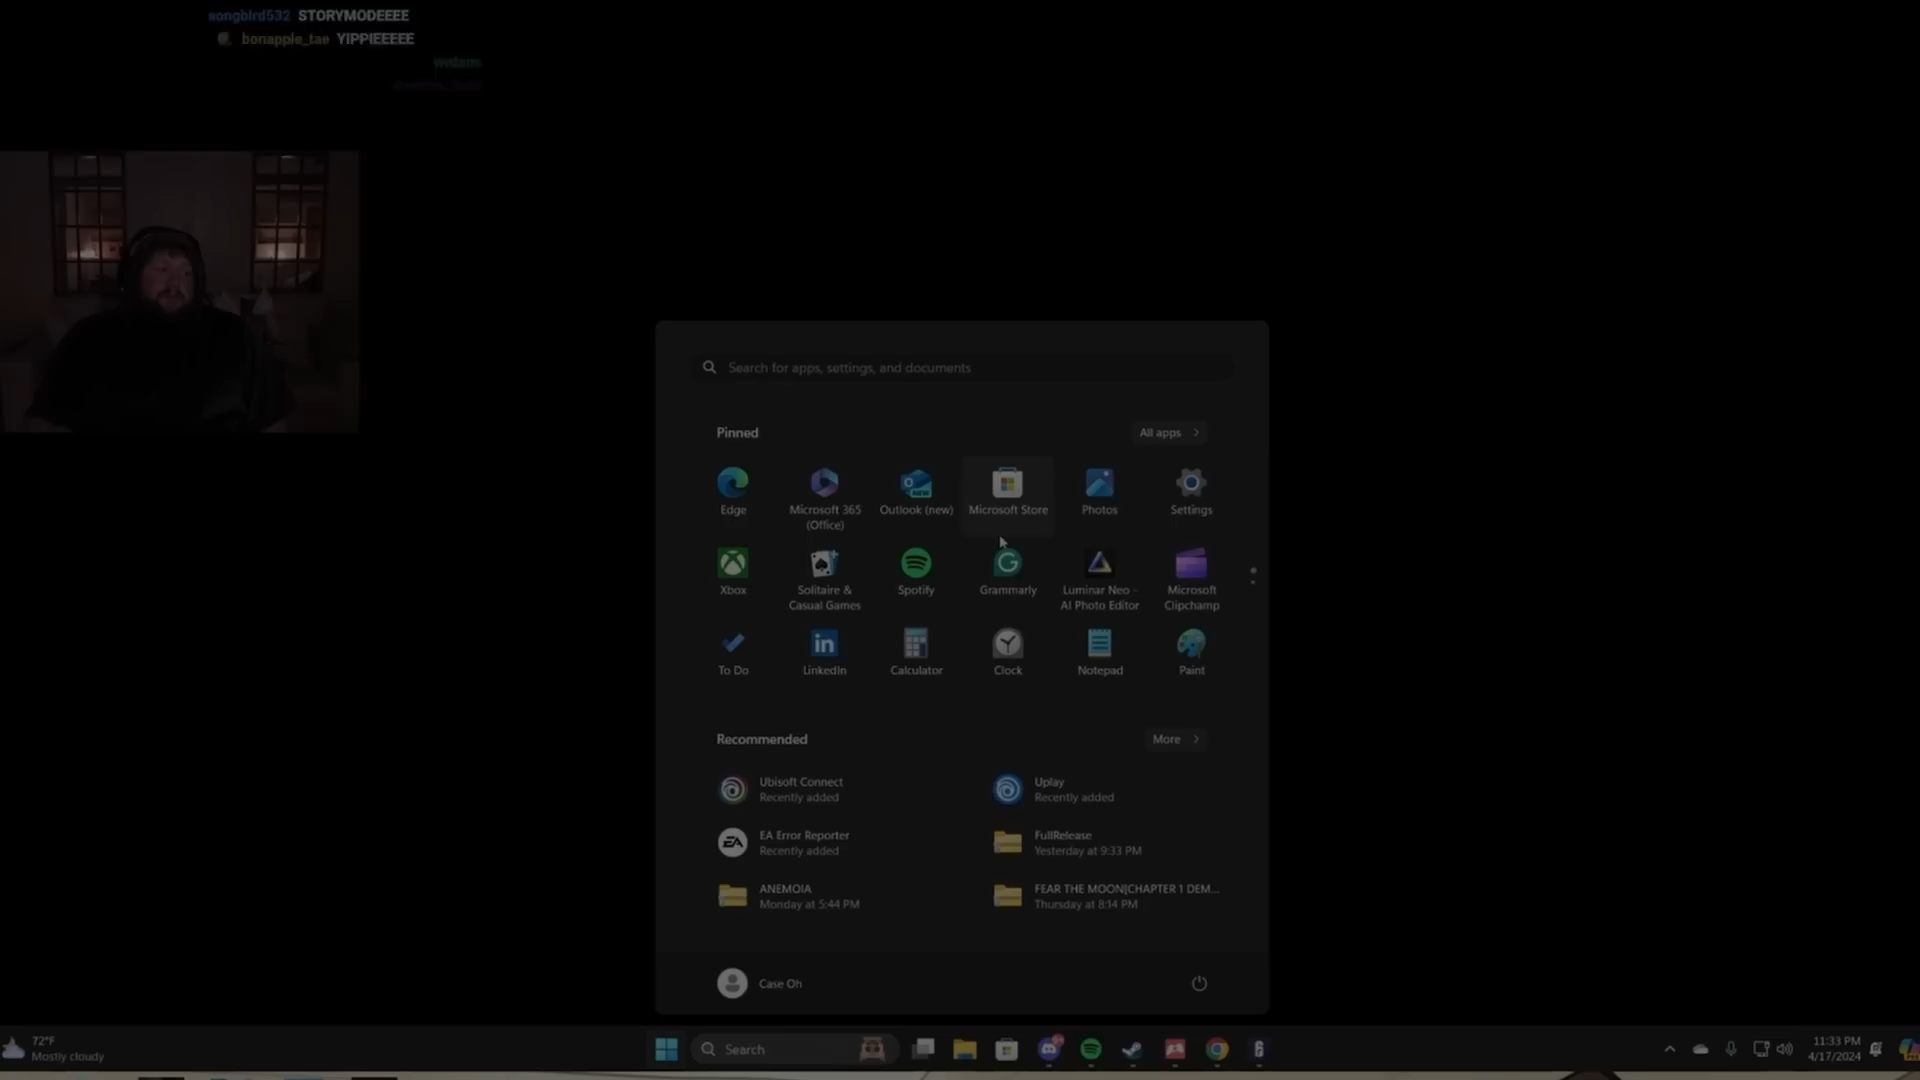 songbird532 STORYMODEEEE
bonapple_tae YIPPIEEEEE
Search for apps, settings, and documents
Pinned
All apps
Edge
Microsoft 365
(Office)
Outlook (new)
Microsoft Store
Photos
Settings
Xbox
Solitaire &
Casual Games
Spotify
Grammarly
Luminar Neo -
AI Photo Editor
Microsoft
Clipchamp
To Do
LinkedIn
Calculator
Clock
Notepad
Paint
Recommended
More
Ubisoft Connect
Recently added
Uplay
Recently added
EA Error Reporter
Recently added
FullRelease
Yesterday at 9:33 PM
ANEMOIA
Monday at 5:44 PM
FEAR THE MOON[CHAPTER 1 DEM...
Thursday at 8:14 PM
Case Oh
72°F
Mostly cloudy
Search
11:33 PM
4/17/2024